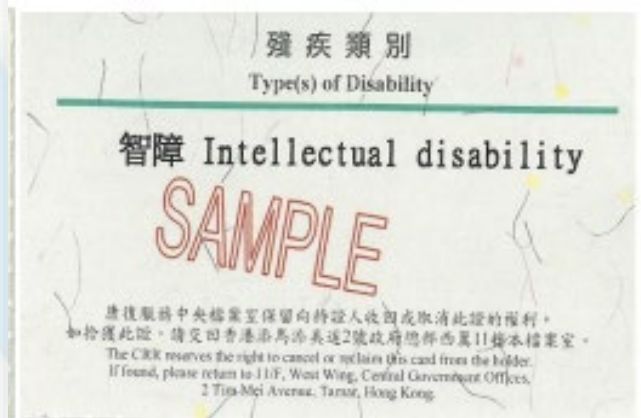 殘疾類別
Type(s) of Disability
智障 Intellectual disability
SAMPLE
康復服務中央檔案室保留向持證人收回或取消此證的權利。
如拾獲此證，請交回香港添馬添美道2號政府總部西翼11樓本檔案室。
The CRR reserves the right to cancel or reclaim this card from the holder.
If found, please return to 11/F, West Wing, Central Government Offices,
2 Tim Mei Avenue, Tamar, Hong Kong.